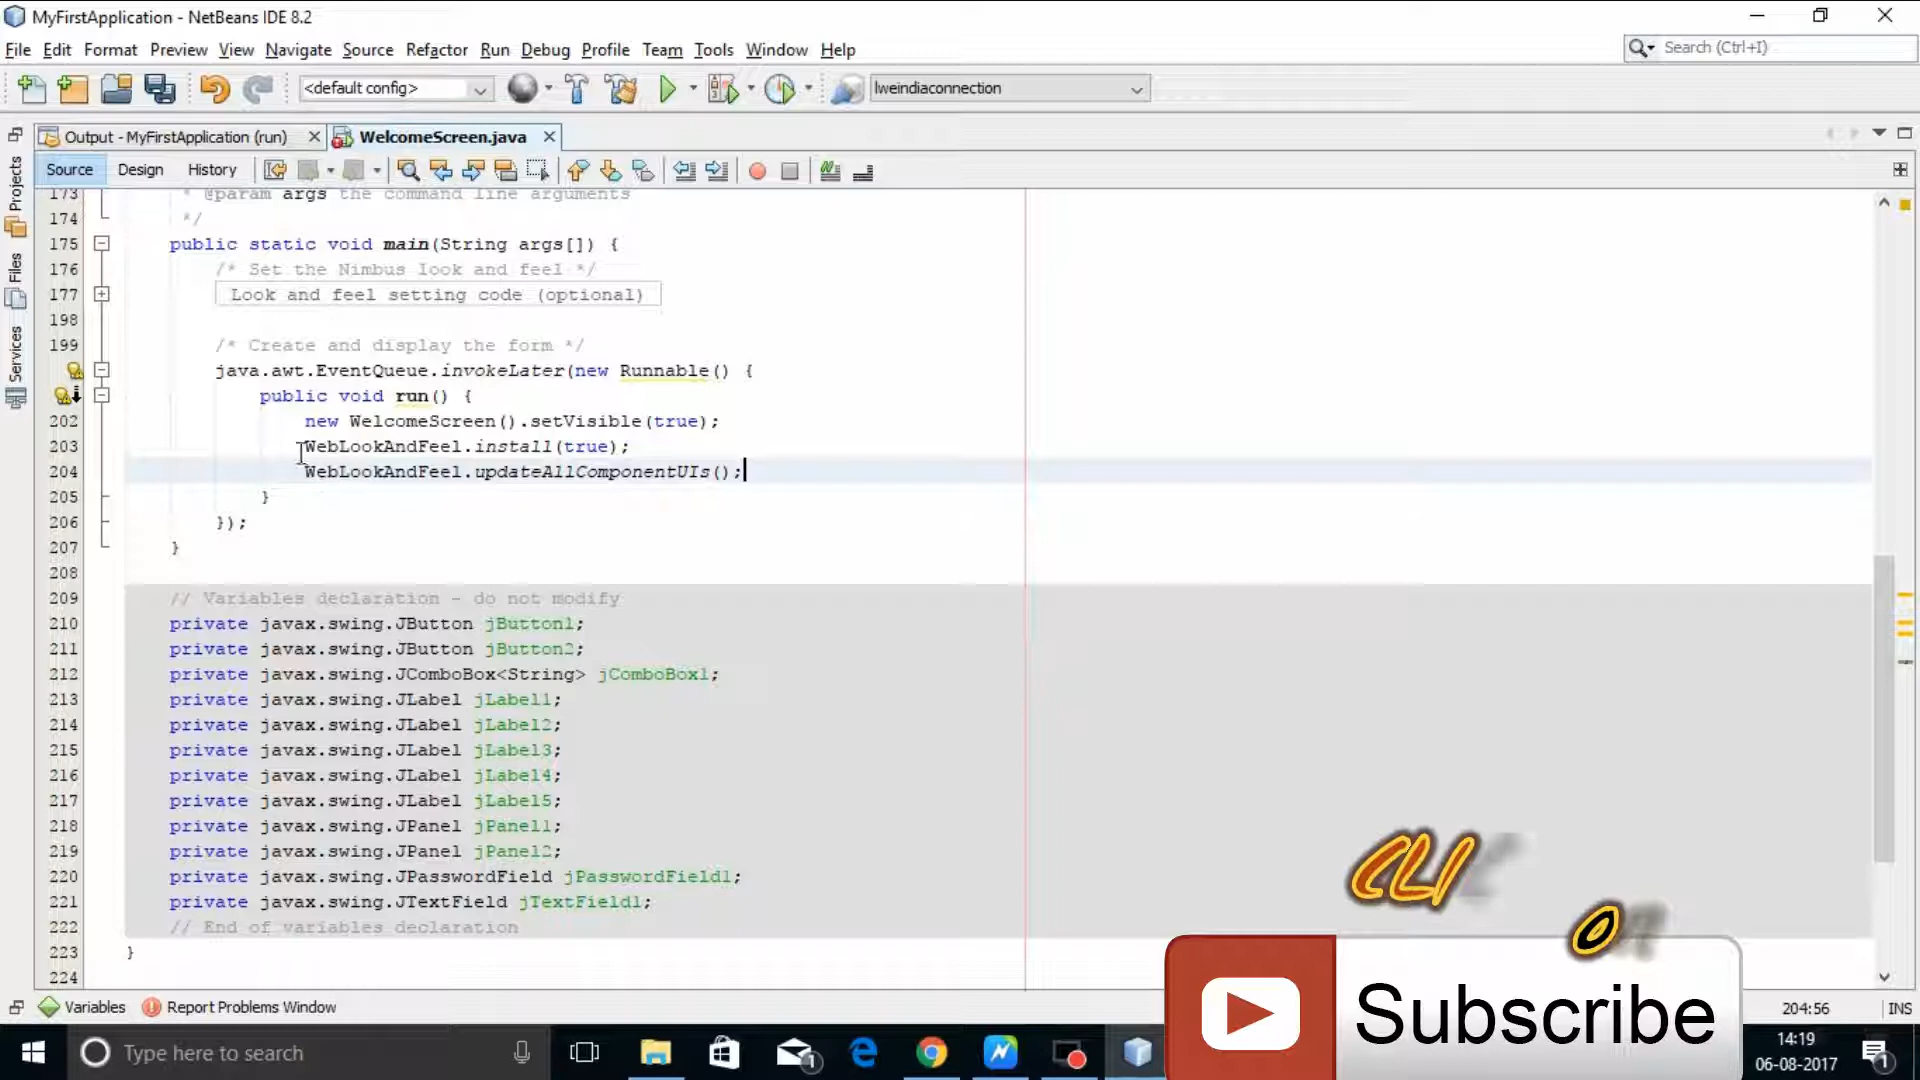 MyFirstApplication - NetBeans IDE 8.2
File Edit Format Preview View Navigate Source Refactor Run Debug Profile Team Tools Window Help
Search (Ctrl+I)
<default config>
lweindiaconnection
Output - MyFirstApplication (run)
WelcomeScreen.java
Source Design History
Projects
Files
Services
173 * @param args the command line arguments
174 */
175 public static void main(String args[]) {
176 /* Set the Nimbus look and feel */
177 Look and feel setting code (optional)
198
199 /* Create and display the form */
java.awt.EventQueue.invokeLater(new Runnable() {
public void run() {
202 new WelcomeScreen().setVisible(true);
203 WebLookAndFeel.install(true);
204 WebLookAndFeel.updateAllComponentUIs();
205 }
206 });
207 }
208
209 // Variables declaration - do not modify
210 private javax.swing.JButton jButton1;
211 private javax.swing.JButton jButton2;
212 private javax.swing.JComboBox<String> jComboBox1;
213 private javax.swing.JLabel jLabel1;
214 private javax.swing.JLabel jLabel2;
215 private javax.swing.JLabel jLabel3;
216 private javax.swing.JLabel jLabel4;
217 private javax.swing.JLabel jLabel5;
218 private javax.swing.JPanel jPanel1;
219 private javax.swing.JPanel jPanel2;
220 private javax.swing.JPasswordField jPasswordField1;
221 private javax.swing.JTextField jTextField1;
222 // End of variables declaration
223 }
224
Subscribe
Variables Report Problems Window
204:56 INS
Type here to search
14:19
06-08-2017